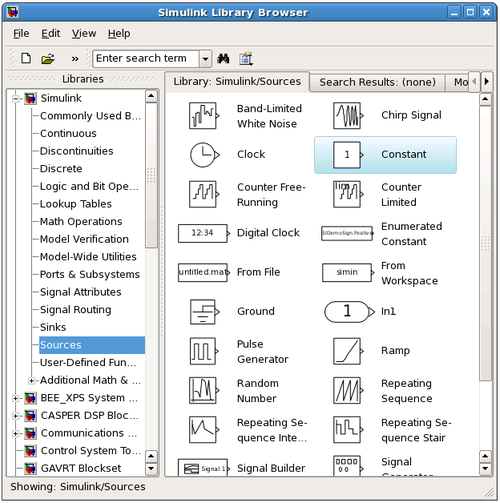 Simulink Library Browser
File Edit View Help
» Enter search term
Libraries
Library: Simulink/Sources
Search Results: (none)
Mo
Simulink
Commonly Used B...
Continuous
Discontinuities
Discrete
Logic and Bit Ope...
Lookup Tables
Math Operations
Model Verification
Model-Wide Utilities
Ports & Subsystems
Signal Attributes
Signal Routing
Sinks
Sources
User-Defined Fun...
Additional Math & ...
BEE_XPS System ...
CASPER DSP Bloc...
Communications ...
Control System To...
GAVRT Blockset
Band-Limited
White Noise
Chirp Signal
Clock
1
Constant
Counter Free-
Running
lim
Counter
Limited
12:34
Digital Clock
Enumerated
Constant
untitled.mat
From File
simin
From
Workspace
Ground
1
In1
Pulse
Generator
Ramp
Random
Number
Repeating
Sequence
Repeating Se-
quence Inte...
Repeating Se-
quence Stair
Signal 1
Signal Builder
Signal
Generator
Showing: Simulink/Sources